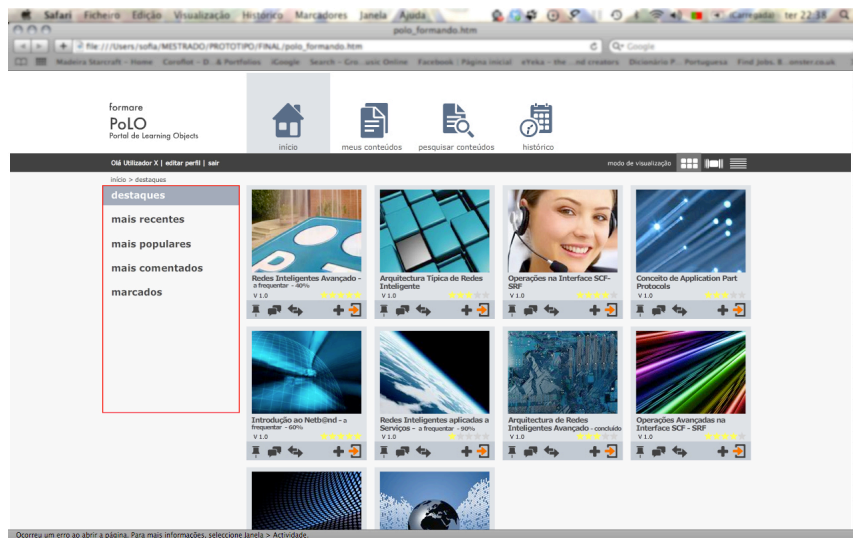 Safari Ficheiro Edição Visualização Histórico Marcadores Janela Ajuda ter 22:38
polo_formando.htm
file:///Users/sofia/MESTRADO/PROTOTIPO/FINAL/polo_formando.htm Google
formare
PoLO
Portal de Learning Objects
início meus conteúdos pesquisar conteúdos histórico
Olá Utilizador X | editar perfil | sair modo de visualização
início > destaques
destaques
mais recentes
mais populares
mais comentados
marcados
Redes Inteligentes Avançado –
a frequentar - 40%
V 1.0
Arquitectura Típica de Redes
Inteligente
V 1.0
Operações na Interface SCF-
SRF
V 1.0
Conceito de Application Part
Protocols
V 1.0
Introdução ao Netb@nd – a
frequentar - 60%
V 1.0
Redes Inteligentes aplicadas a
Serviços – a frequentar - 90%
V 1.0
Arquitectura de Redes
Inteligentes Avançado - concluído
V 1.0
Operações Avançadas na
Interface SCF - SRF
V 1.0
Ocorreu um erro ao abrir a página. Para mais informações, seleccione Janela > Actividade.